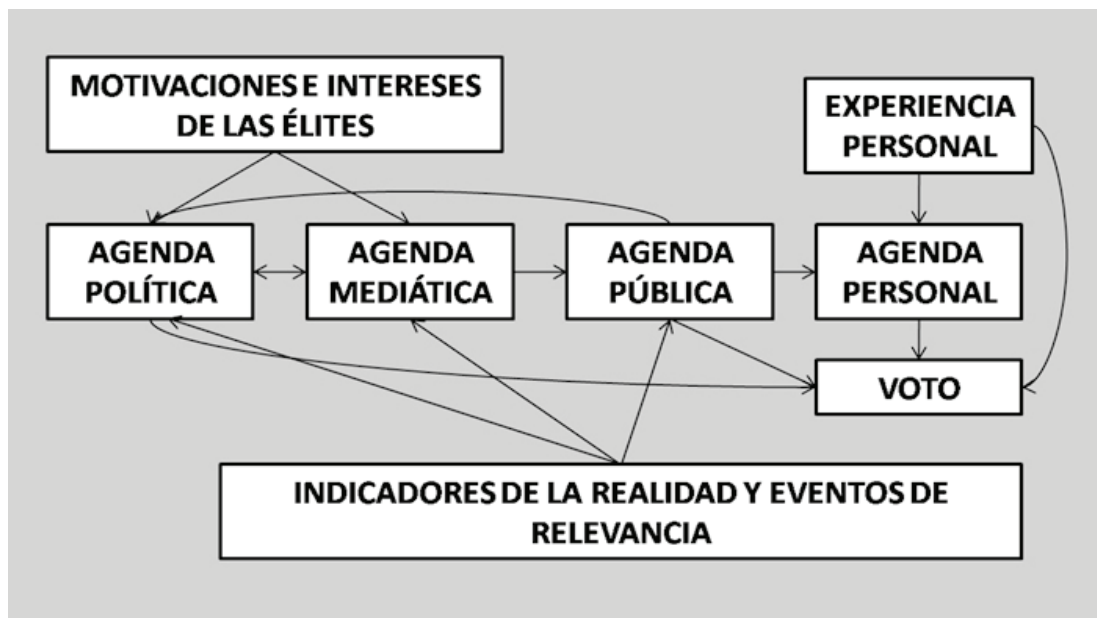 MOTIVACIONES E INTERESES
DE LAS ÉLITES
EXPERIENCIA
PERSONAL
AGENDA
POLÍTICA
AGENDA
MEDIÁTICA
AGENDA
PÚBLICA
AGENDA
PERSONAL
VOTO
INDICADORES DE LA REALIDAD Y EVENTOS DE
RELEVANCIA